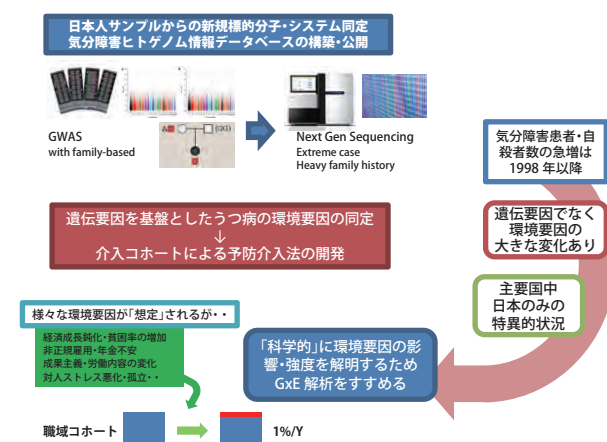 日本人サンプルからの新規標的分子・システム同定
気分障害ヒトゲノム情報データベースの構築・公開
GWAS
with family-based
Next Gen Sequencing
Extreme case
Heavy family history
気分障害患者・自
殺者数の急増は
1998 年以降
遺伝要因でなく
環境要因の
大きな変化あり
主要国中
日本のみの
特異的状況
遺伝要因を基盤としたうつ病の環境要因の同定
↓
介入コホートによる予防介入法の開発
様々な環境要因が「想定」されるが・・
経済成長鈍化・貧困率の増加
非正規雇用・年金不安
成果主義・労働内容の変化
対人ストレス悪化・孤立・・
「科学的」に環境要因の影
響・強度を解明するため
GxE 解析をすすめる
職域コホート
1%/Y